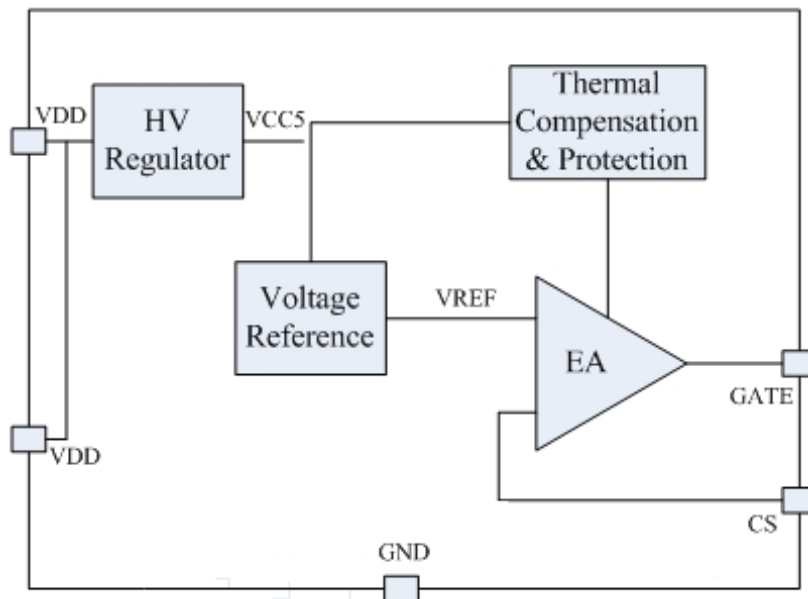 VDD
HV
Regulator
VCC5
Thermal
Compensation
& Protection
Voltage
Reference
VREF
EA
GATE
VDD
CS
GND